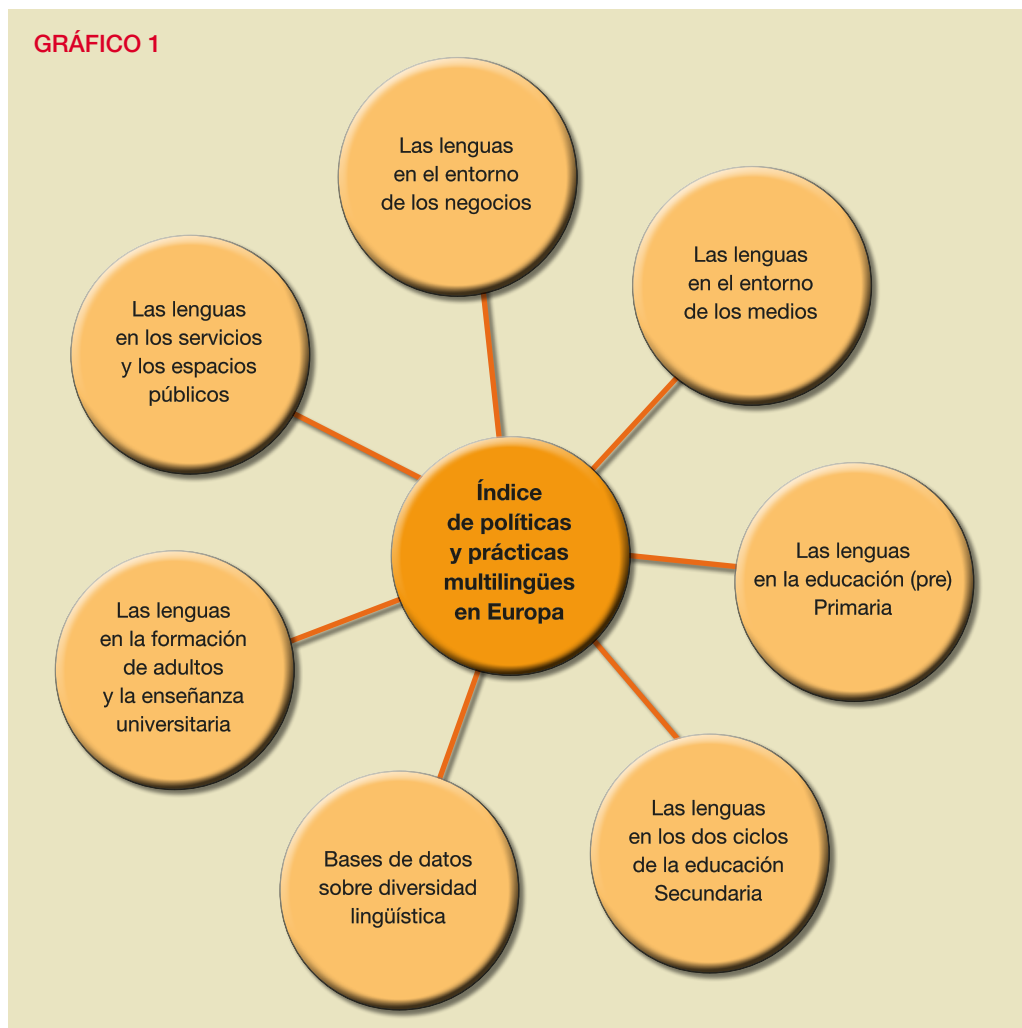 GRÁFICO 1
Las lenguas
en el entorno
de los negocios
Las lenguas
en el entorno
de los medios
Las lenguas
en los servicios
y los espacios
públicos
Índice
de políticas
y prácticas
multilingües
en Europa
Las lenguas
en la educación (pre)
Primaria
Las lenguas
en la formación
de adultos
y la enseñanza
universitaria
Las lenguas
en los dos ciclos
de la educación
Secundaria
Bases de datos
sobre diversidad
lingüística